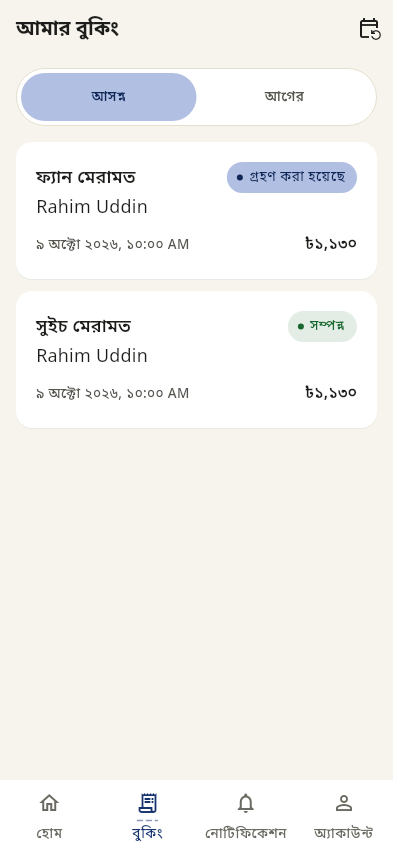 আমার বুকিং
আসন্ন আগের
ফ্যান মেরামত গ্রহণ করা হয়েছে
Rahim Uddin
৯ অক্টো ২০২৬, ১০:০০ AM ৳১,১৩০
সুইচ মেরামত সম্পন্ন
Rahim Uddin
৯ অক্টো ২০২৬, ১০:০০ AM ৳১,১৩০
হোম বুকিং নোটিফিকেশন অ্যাকাউন্ট